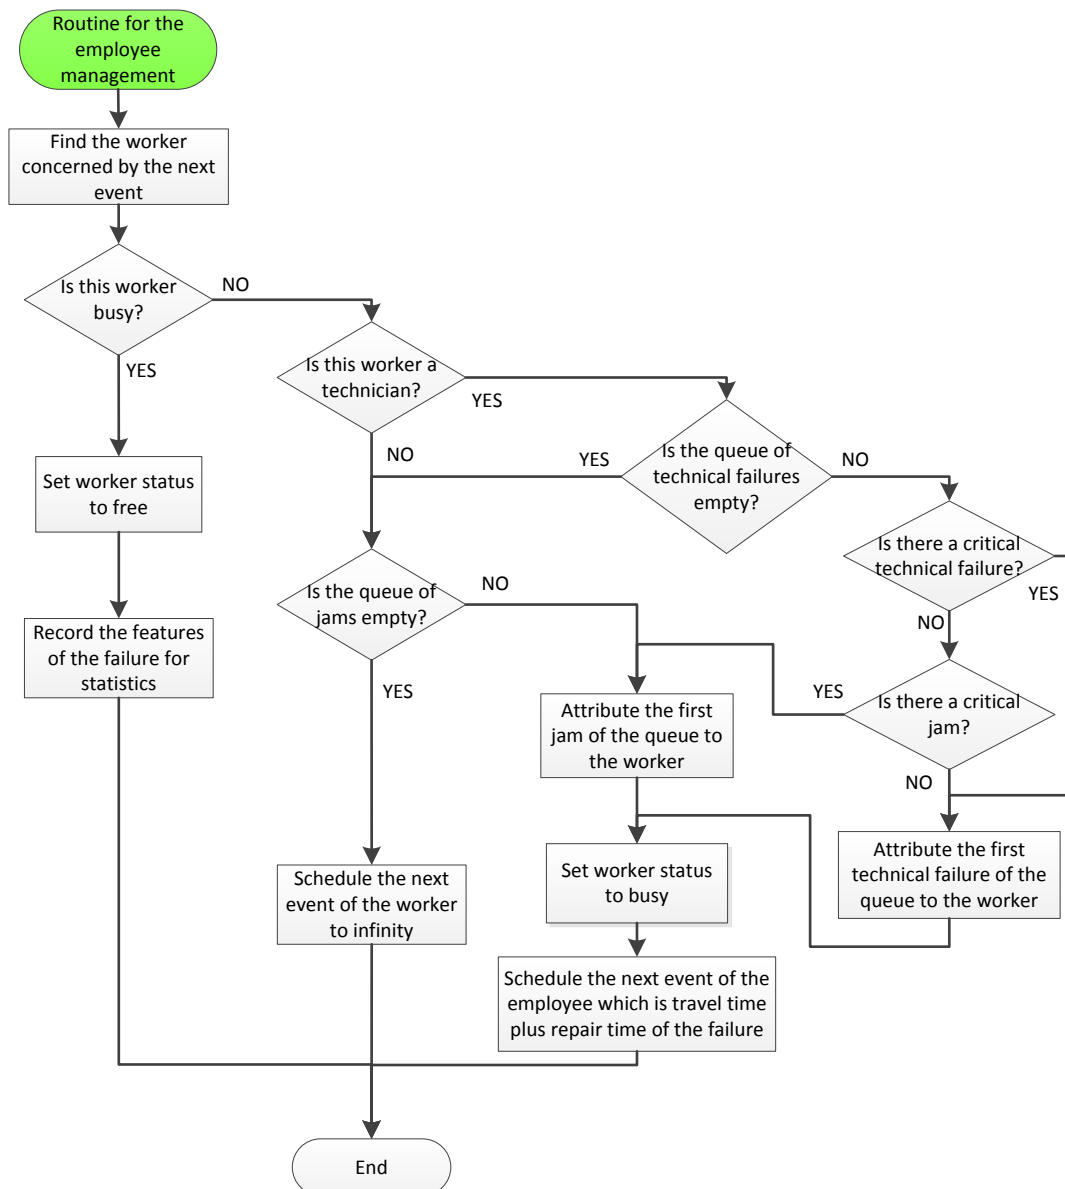 Routine for the
employee
management
Find the worker
concerned by the next
event
Is this worker
busy?
NO
YES
Is this worker a
technician?
YES
NO
Is the queue of
technical failures
empty?
YES
NO
Set worker status
to free
Is there a critical
technical failure?
YES
NO
Is the queue of
jams empty?
NO
YES
Record the features
of the failure for
statistics
Is there a critical
jam?
YES
NO
Attribute the first
jam of the queue to
the worker
Attribute the first
technical failure of the
queue to the worker
Set worker status
to busy
Schedule the next
event of the worker
to infinity
Schedule the next event of the
employee which is travel time
plus repair time of the failure
End